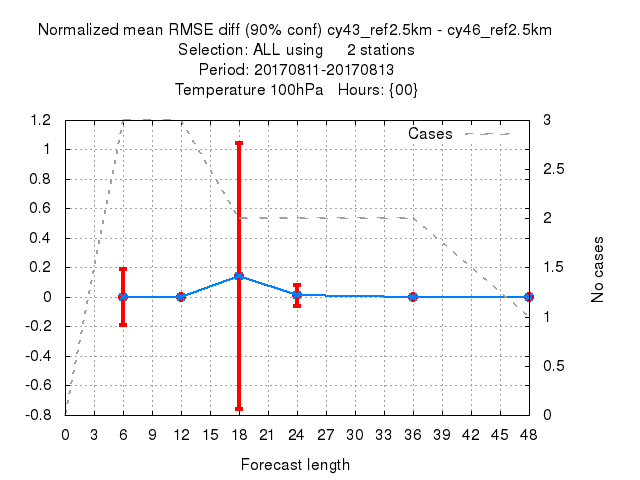 Normalized mean RMSE diff (90% conf) cy43_ref2.5km - cy46_ref2.5km
Selection: ALL using 2 stations
Period: 20170811-20170813
Temperature 100hPa Hours: {00}
Cases
1.2
1
0.8
0.6
0.4
0.2
0
-0.2
-0.4
-0.6
-0.8
3
2.5
2
1.5
1
0.5
0
No cases
0 3 6 9 12 15 18 21 24 27 30 33 36 39 42 45 48
Forecast length